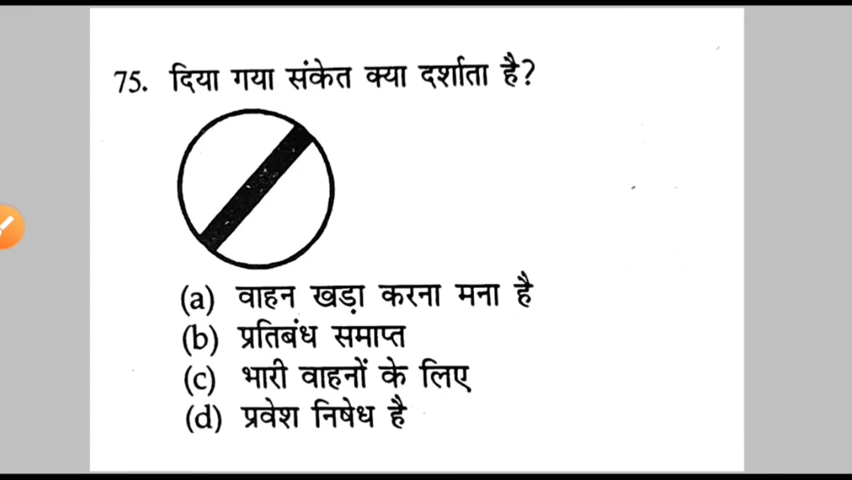 75. दिया गया संकेत क्या दर्शाता है?
(a) वाहन खड़ा करना मना है
(b) प्रतिबंध समाप्त
(c) भारी वाहनों के लिए
(d) प्रवेश निषेध है